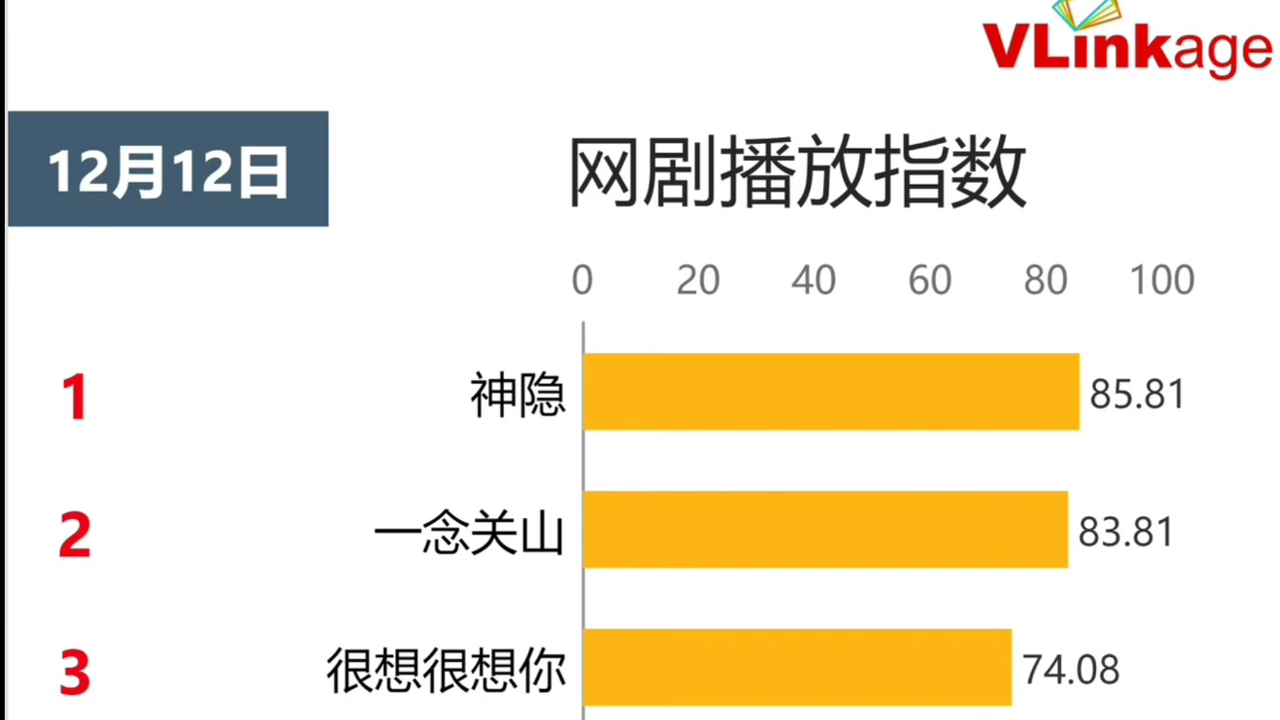 VLinkage
12月12日
网剧播放指数
0 20 40 60 80 100
1 神隐 85.81
2 一念关山 83.81
3 很想很想你 74.08